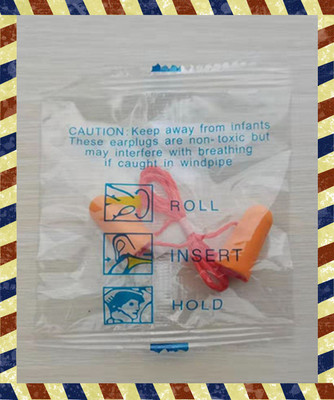 CAUTION: Keep away from infants
These earplugs are non-toxic but
may interfere with breathing
if caught in windpipe
ROLL
INSERT
HOLD